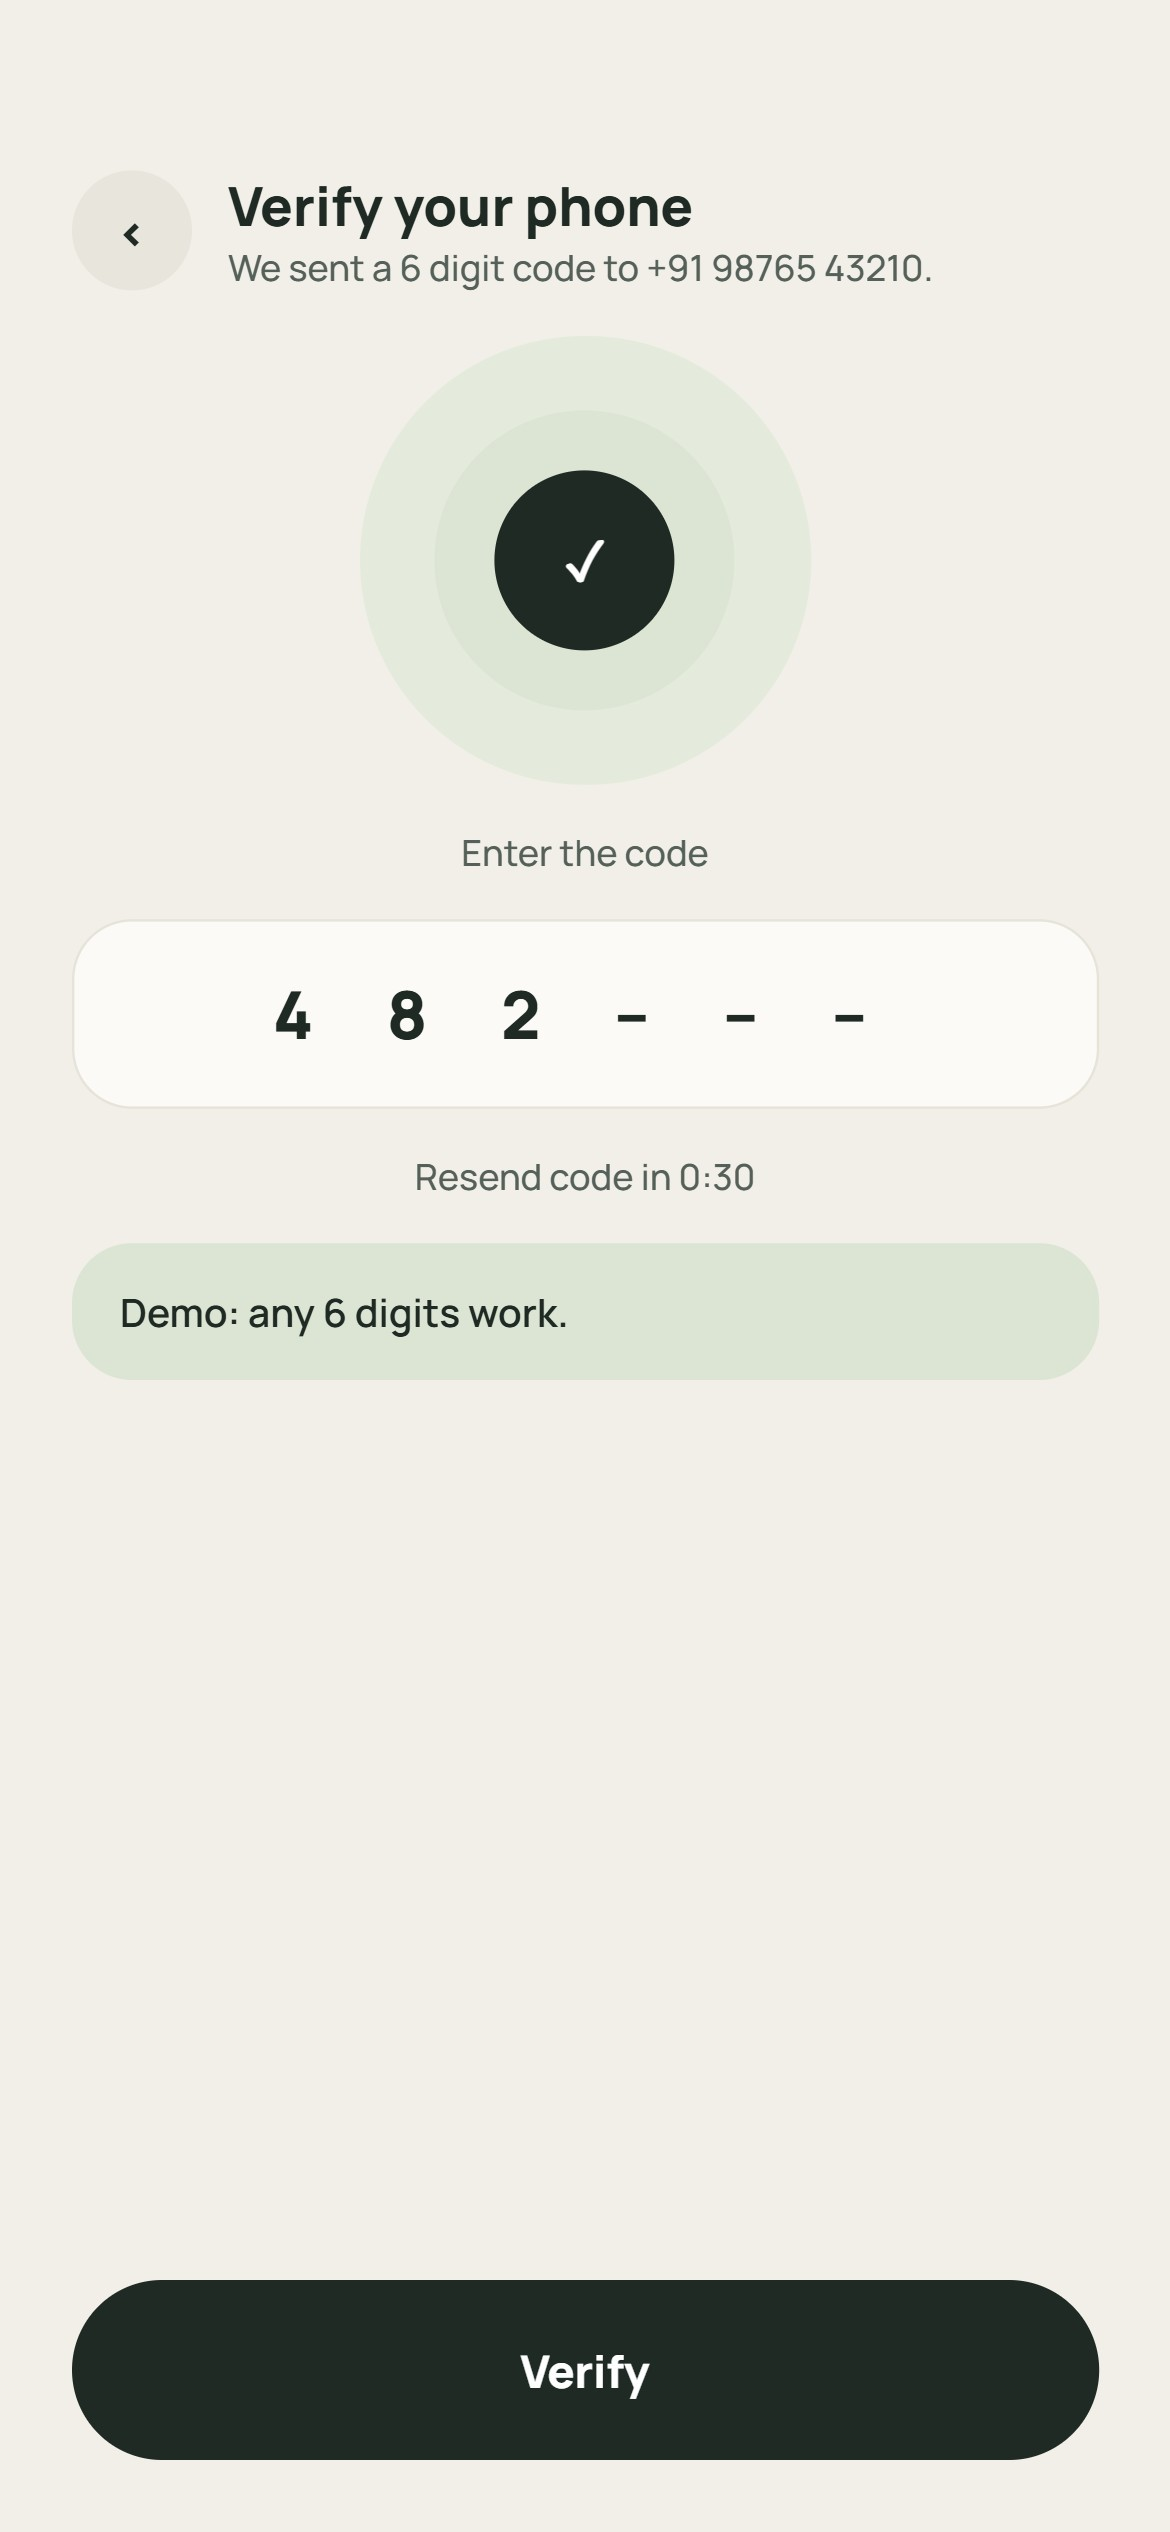 Verify your phone
We sent a 6 digit code to +91 98765 43210.
Enter the code
4 8 2 – – –
Resend code in 0:30
Demo: any 6 digits work.
Verify